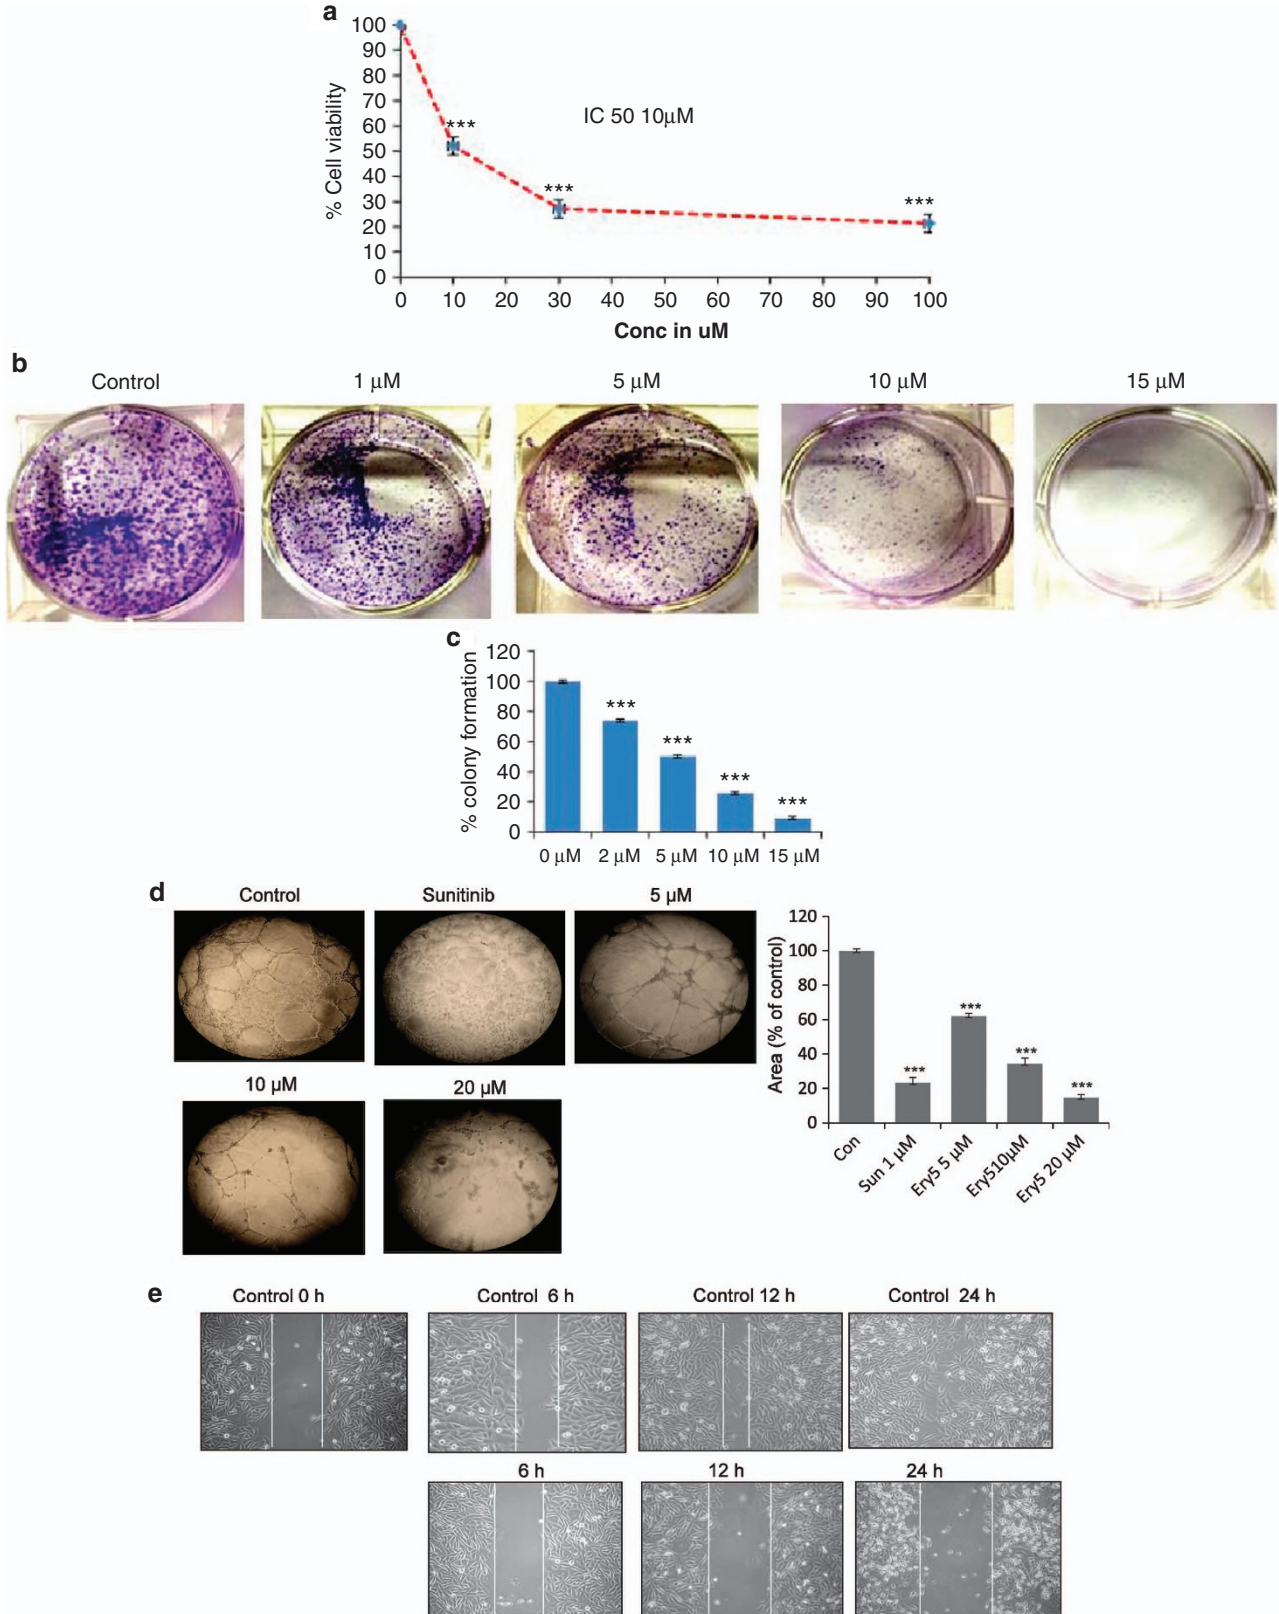 a
100
90
80
70
60
50
40
30
20
10
0
% Cell viability
***
***
***
IC 50 10μM
0 10 20 30 40 50 60 70 80 90 100
Conc in uM
b
Control 1 μM 5 μM 10 μM 15 μM
c
120
100
80
60
40
20
0
% colony formation
***
***
***
***
0 μM 2 μM 5 μM 10 μM 15 μM
d
Control Sunitinib 5 μM
10 μM 20 μM
120
100
80
60
40
20
0
Area (% of control)
***
***
***
***
Con
Sun 1 μM
Ery5 5 μM
Ery510μM
Ery5 20 μM
e
Control 0 h Control 6 h Control 12 h Control 24 h
6 h 12 h 24 h